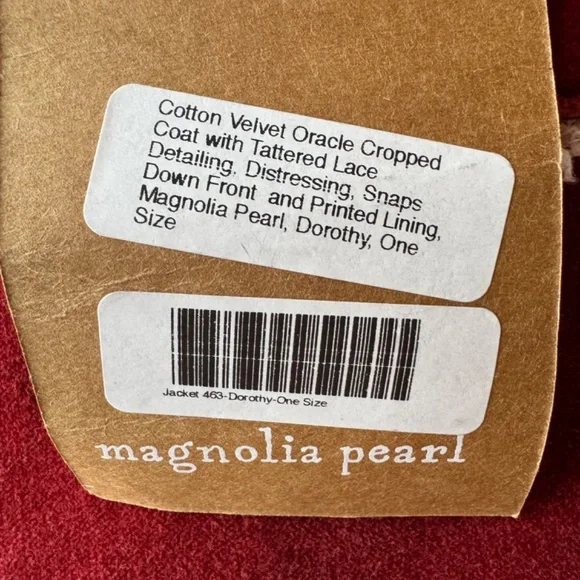 Cotton Velvet Oracle Cropped
Coat with Tattered Lace
Detailing, Distressing, Snaps
Down Front and Printed Lining,
Magnolia Pearl, Dorothy, One
Size
Jacket 463-Dorothy-One Size
magnolia pearl